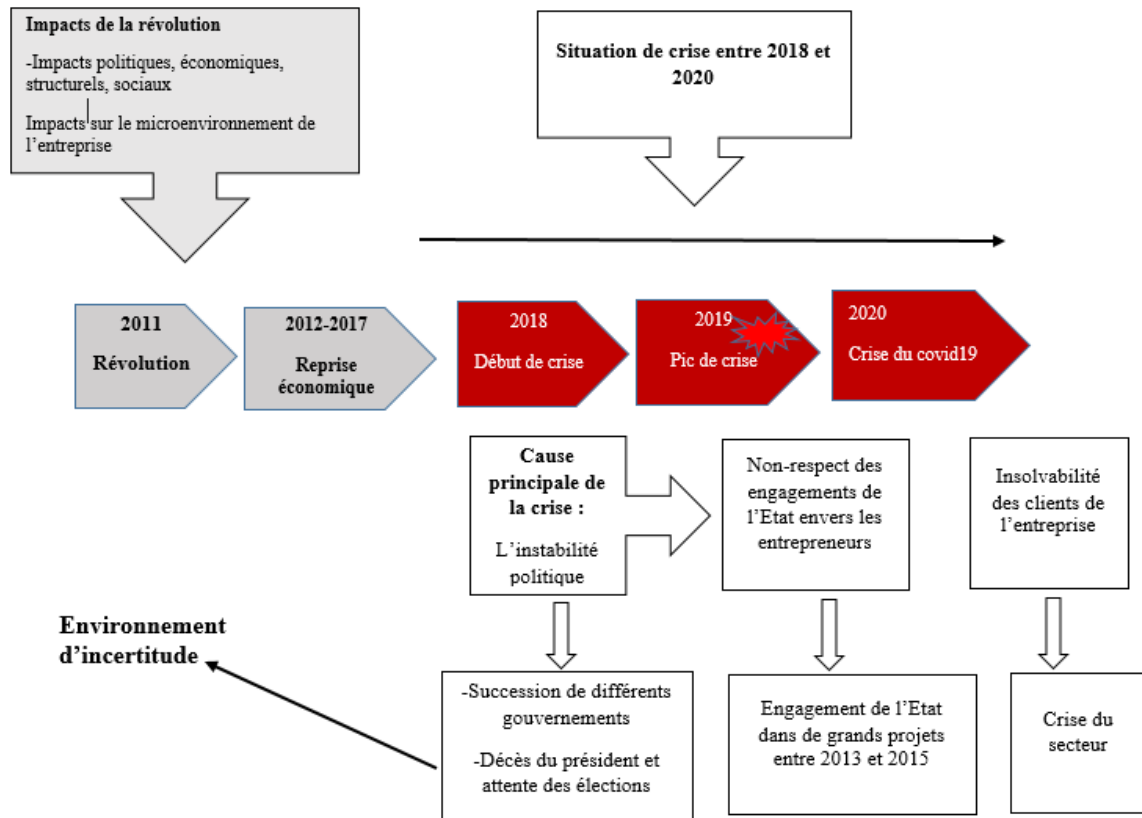 Impacts de la révolution
-Impacts politiques, économiques,
structurels, sociaux
Impacts sur le microenvironnement de
l’entreprise
Situation de crise entre 2018 et
2020
2011
Révolution
2012-2017
Reprise
économique
2018
Début de crise
2019
Pic de crise
2020
Crise du covid19
Cause
principale de
la crise :
L’instabilité
politique
Non-respect des
engagements de
l’Etat envers les
entrepreneurs
Insolvabilité
des clients de
l’entreprise
Environnement
d’incertitude
-Succession de différents
gouvernements
-Décès du président et
attente des élections
Engagement de l’Etat
dans de grands projets
entre 2013 et 2015
Crise du
secteur